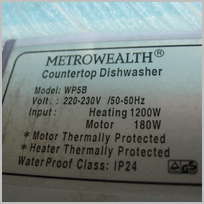 METROWEALTH®
Countertop Dishwasher
Model: WP5B
Volt: 220-230V /50-60Hz
Input: Heating 1200W
Motor 180W
* Motor Thermally Protected
* Heater Thermally Protected
WaterProof Class: IP24